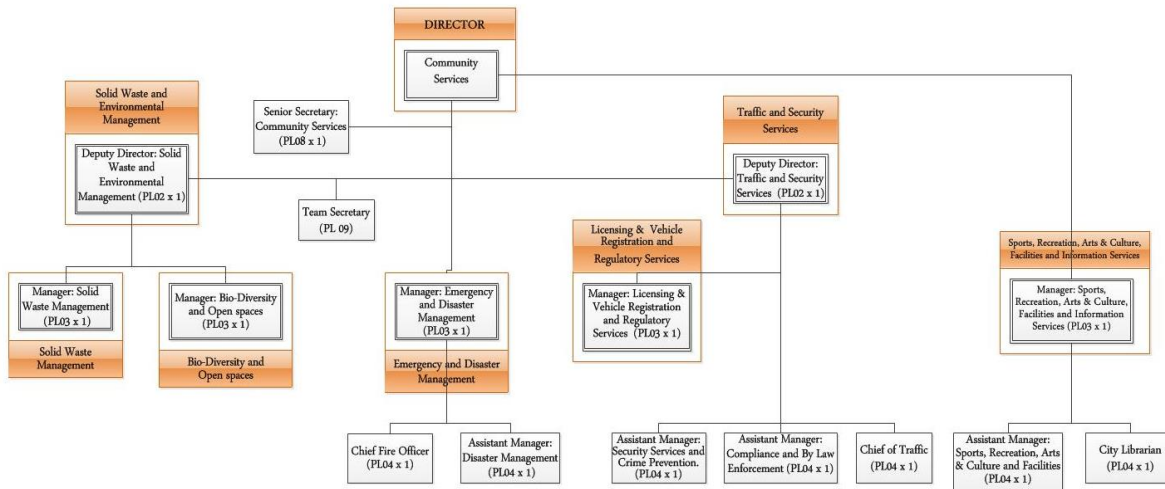 DIRECTOR
Community
Services
Solid Waste and
Environmental
Management
Senior Secretary:
Community Services
(PL08 x 1)
Traffic and Security
Services
Deputy Director: Solid
Waste and
Environmental
Management (PL02 x 1)
Deputy Director:
Traffic and Security
Services (PL02 x 1)
Team Secretary
(PL 09)
Licensing & Vehicle
Registration and
Regulatory Services
Sports, Recreation, Arts & Culture,
Facilities and Information Services
Manager: Solid
Waste Management
(PL03 x 1)
Solid Waste
Management
Manager: Bio-Diversity
and Open spaces
(PL03 x 1)
Bio-Diversity and
Open spaces
Manager: Emergency
and Disaster
Management
(PL03 x 1)
Emergency and Disaster
Management
Manager: Licensing &
Vehicle Registration
and Regulatory
Services (PL03 x 1)
Manager: Sports,
Recreation, Arts & Culture,
Facilities and Information
Services (PL03 x 1)
Chief Fire Officer
(PL04 x 1)
Assistant Manager:
Disaster Management
(PL04 x 1)
Assistant Manager:
Security Services and
Crime Prevention.
(PL04 x 1)
Assistant Manager:
Compliance and By Law
Enforcement (PL04 x 1)
Chief of Traffic
(PL04 x 1)
Assistant Manager:
Sports, Recreation, Arts
& Culture and Facilities
(PL04 x 1)
City Librarian
(PL04 x 1)